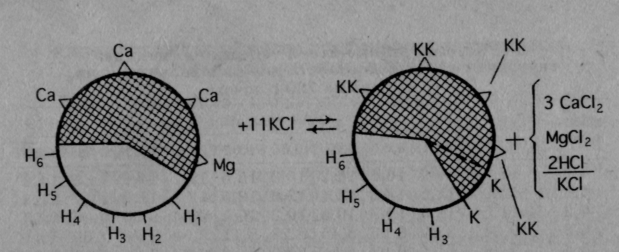 Ca
Ca
Ca
Mg
H₆
H₅
H₄
H₃
H₂
H₁
+11KCl ⇌
KK
KK
KK
KK
K
K
H₆
H₅
H₄
H₃
+
3 CaCl₂
MgCl₂
2HCl
KCl